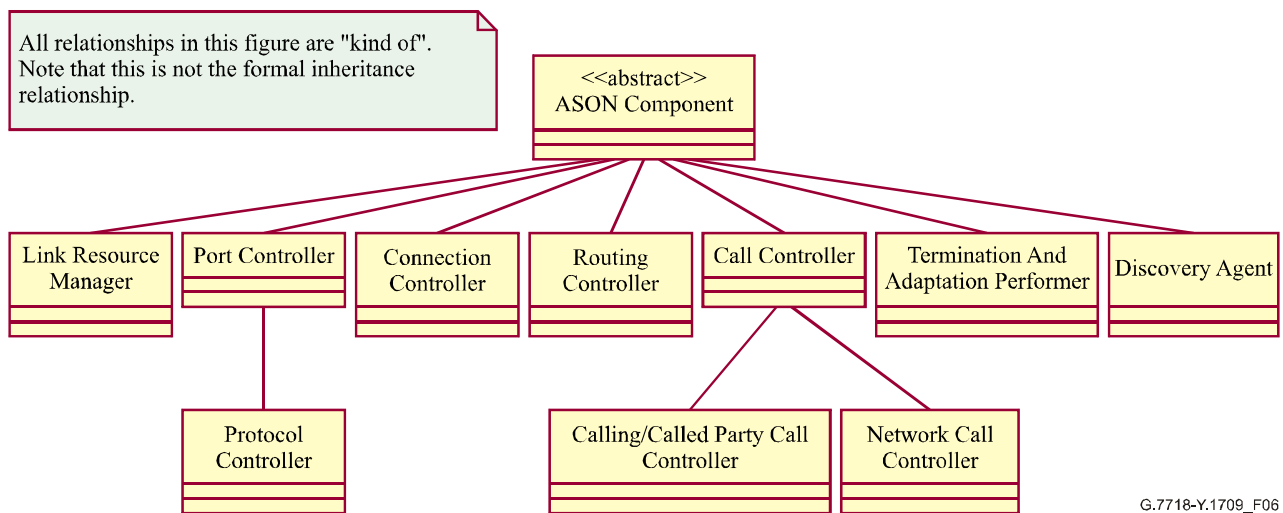 All relationships in this figure are "kind of".
Note that this is not the formal inheritance
relationship.
<<abstract>>
ASON Component
Link Resource
Manager
Port Controller
Connection
Controller
Routing
Controller
Call Controller
Termination And
Adaptation Performer
Discovery Agent
Protocol
Controller
Calling/Called Party Call
Controller
Network Call
Controller
G.7718-Y.1709_F06